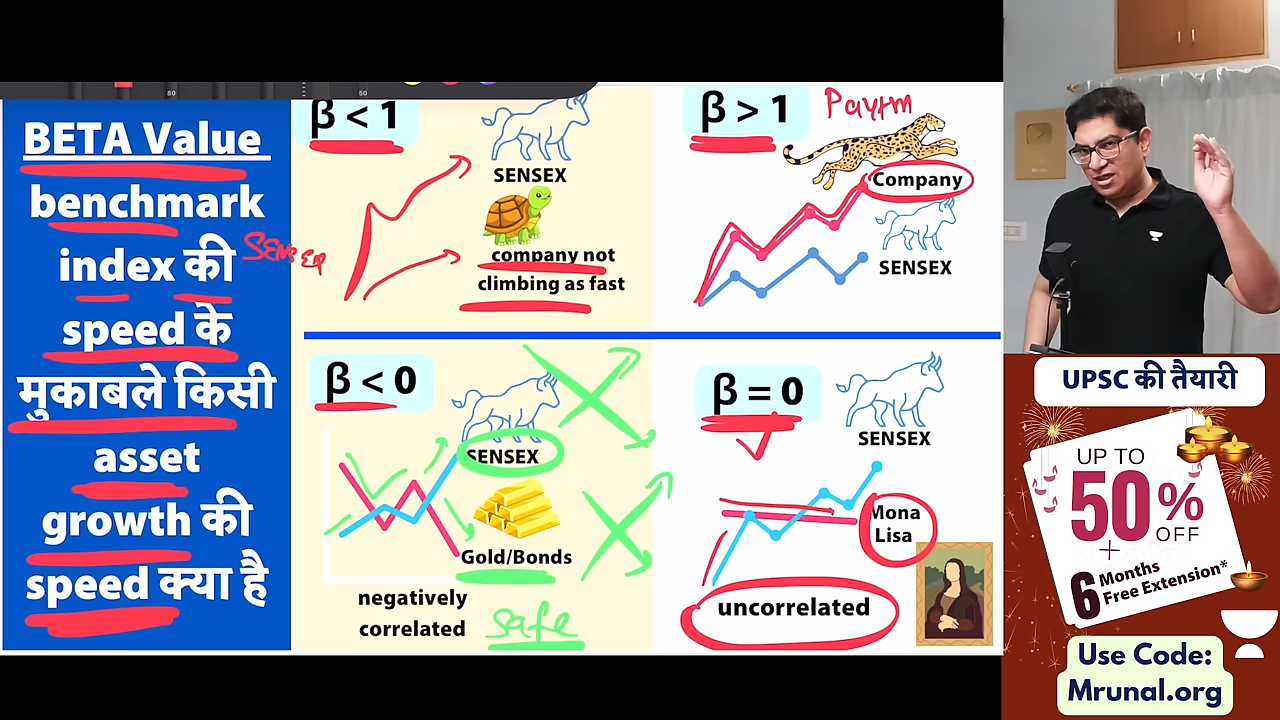 80
50
BETA Value
benchmark
index की
speed के
मुकाबले किसी
asset
growth की
speed क्या है
β < 1
SENSEX
company not
climbing as fast
β > 1
Paytm
Company
SENSEX
β < 0
SENSEX
Gold/Bonds
negatively
correlated
safe
β = 0
SENSEX
Mona
Lisa
uncorrelated
UPSC की तैयारी
UP TO
50%
OFF
+
6 Months
Free Extension*
Use Code:
Mrunal.org